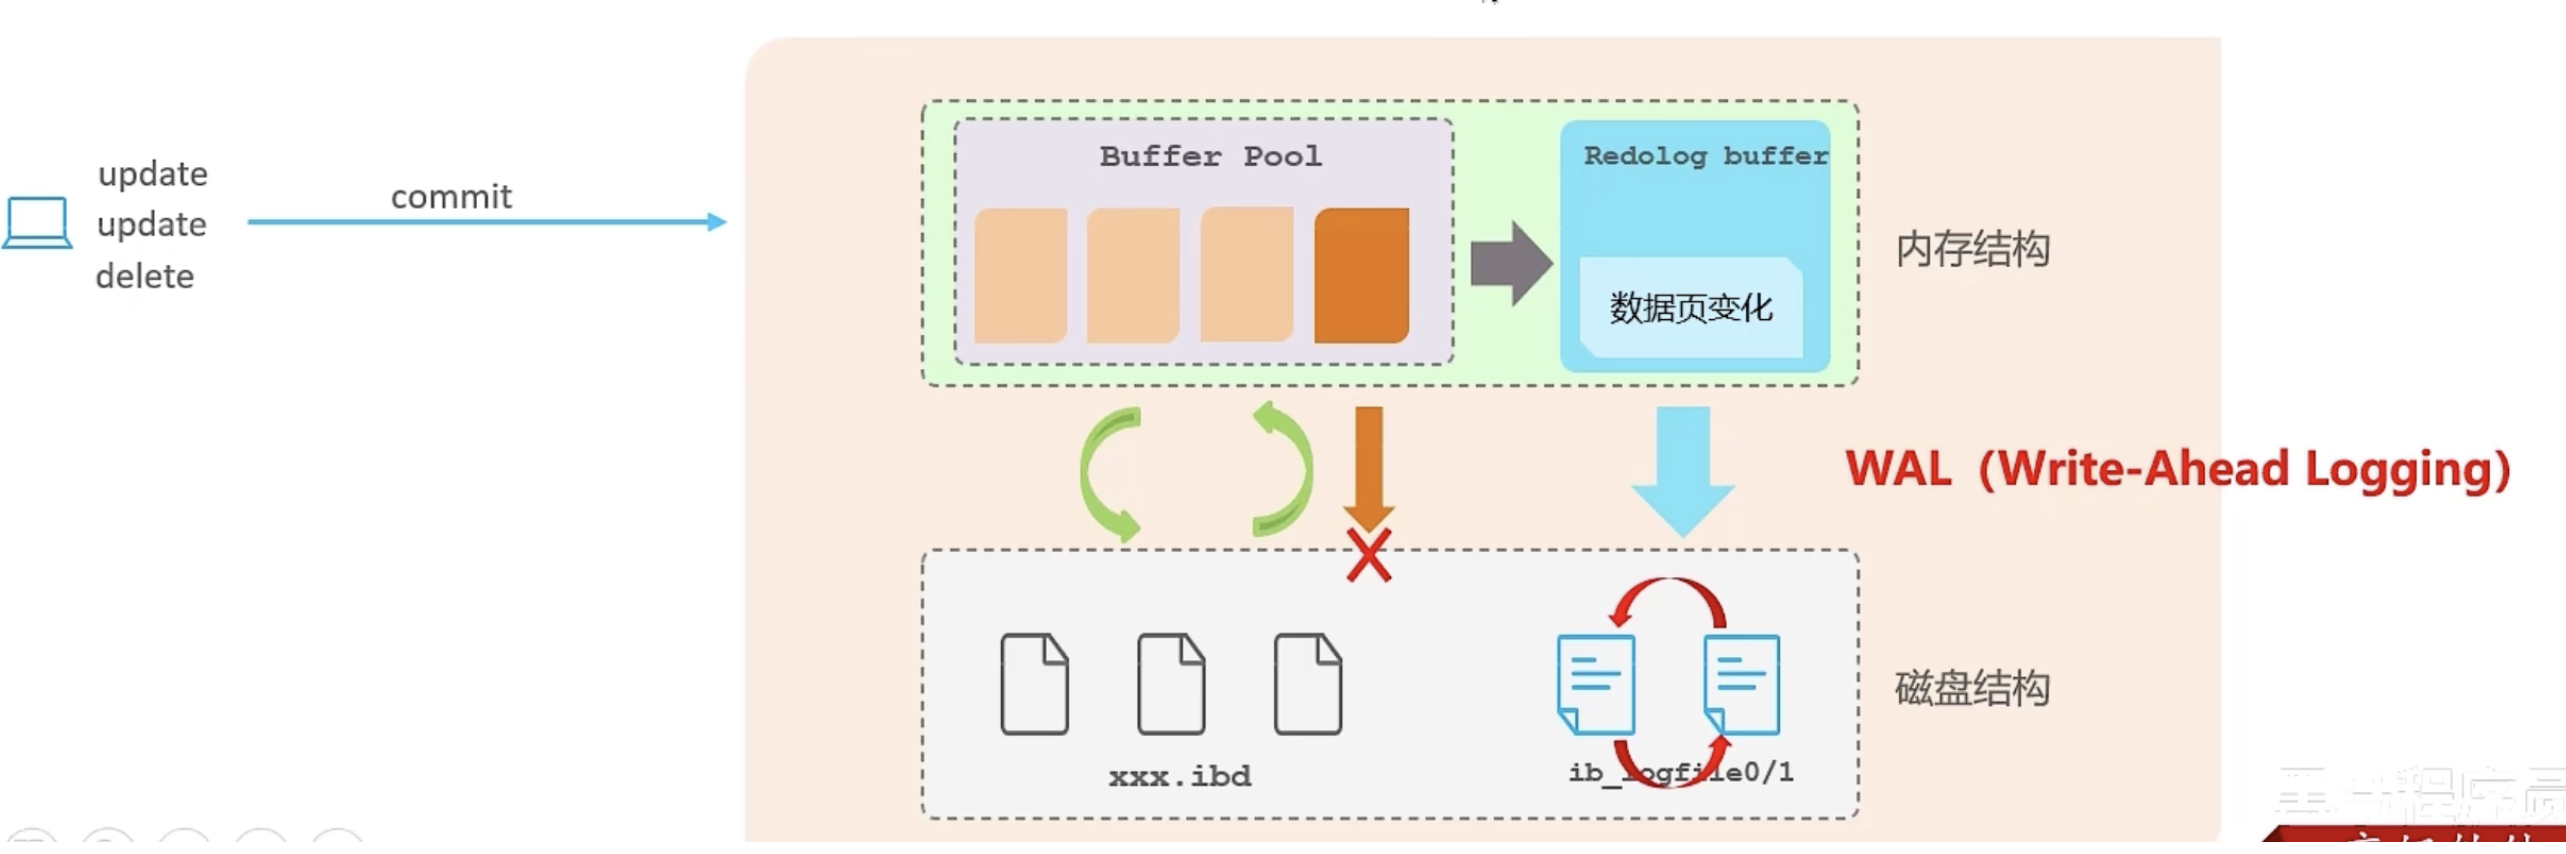 update
update
delete
commit
Buffer Pool
Redolog buffer
数据页变化
内存结构
WAL（Write-Ahead Logging）
xxx.ibd
ib_logfile0/1
磁盘结构